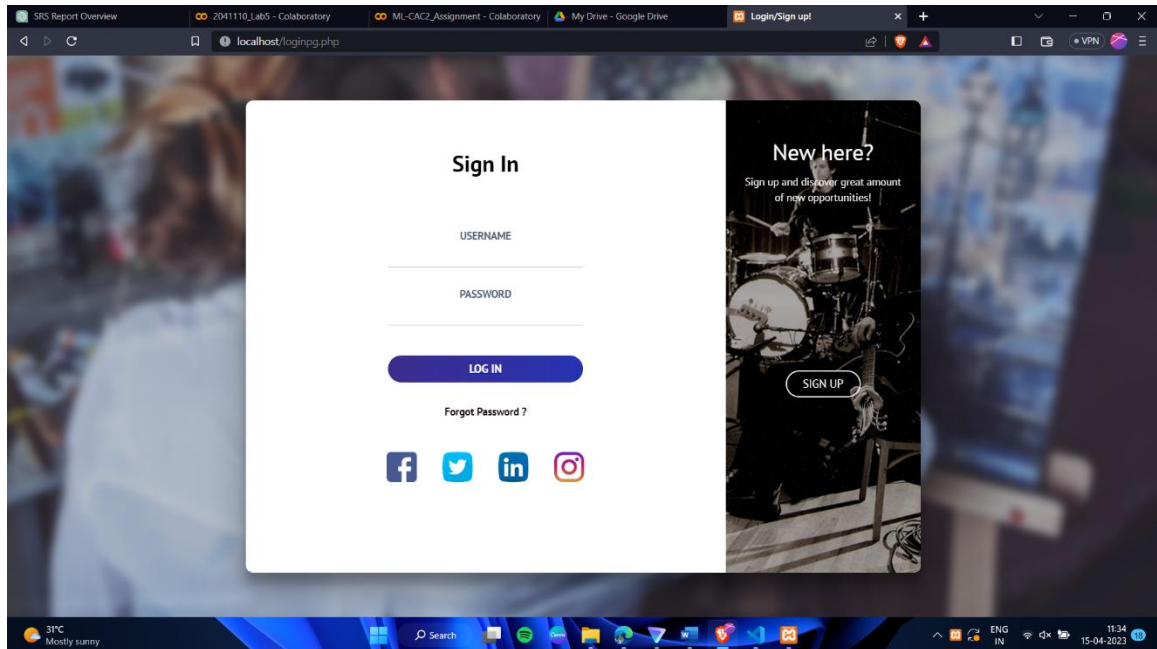 SRS Report Overview
2041110_Lab5 - Colaboratory
ML-CAC2_Assignment - Colaboratory
My Drive - Google Drive
Login/Sign up!
localhost/loginpg.php
VPN
Sign In
USERNAME
PASSWORD
LOG IN
Forgot Password ?
New here?
Sign up and discover great amount
of new opportunities!
SIGN UP
31°C
Mostly sunny
Search
ENG
IN
11:34
15-04-2023
18